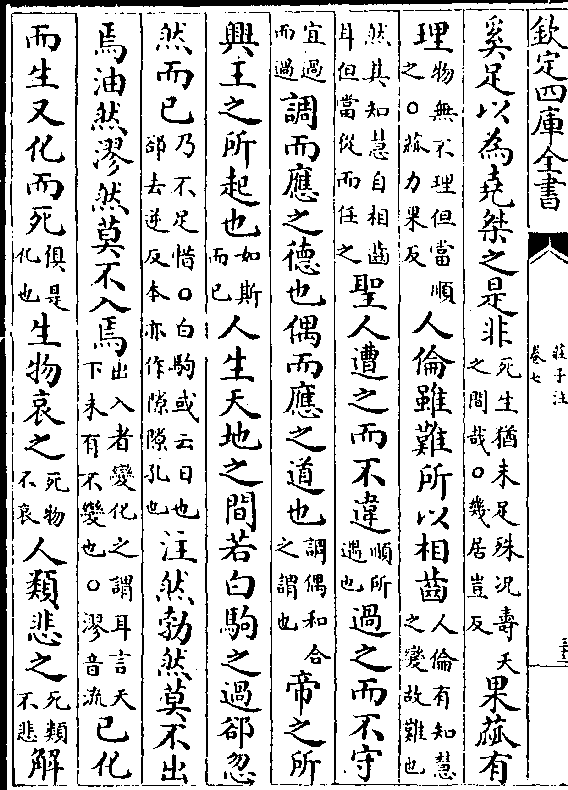 欽定四庫全書
莊子注
卷七
奚足以為堯桀之是非死生猶未足殊況壽夭之間哉○幾居豈反果蓏有
理物無不理但當順之○蓏力果反人倫雖難所以相齒人倫有知慧之變故難也
然其知慧自相齒耳但當從而任之聖人遭之而不違順所遇也過之而不守
宜過而過調而應之德也偶而應之道也調偶和合之謂也帝之所
興王之所起也如斯而已人生天地之間若白駒之過郤忽
然而已乃不足惜○白駒或云日也郤去逆反本亦作隙隙孔也注然勃然莫不出
焉油然漻然莫不入焉出入者變化之謂耳言天下未有不變也○漻音流已化
而生又化而死俱是化也生物哀之死物不哀人類悲之死類不悲解